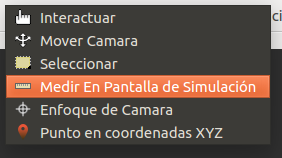 Interactuar
Mover Camara
Seleccionar
Medir En Pantalla de Simulación
Enfoque de Camara
Punto en coordenadas XYZ